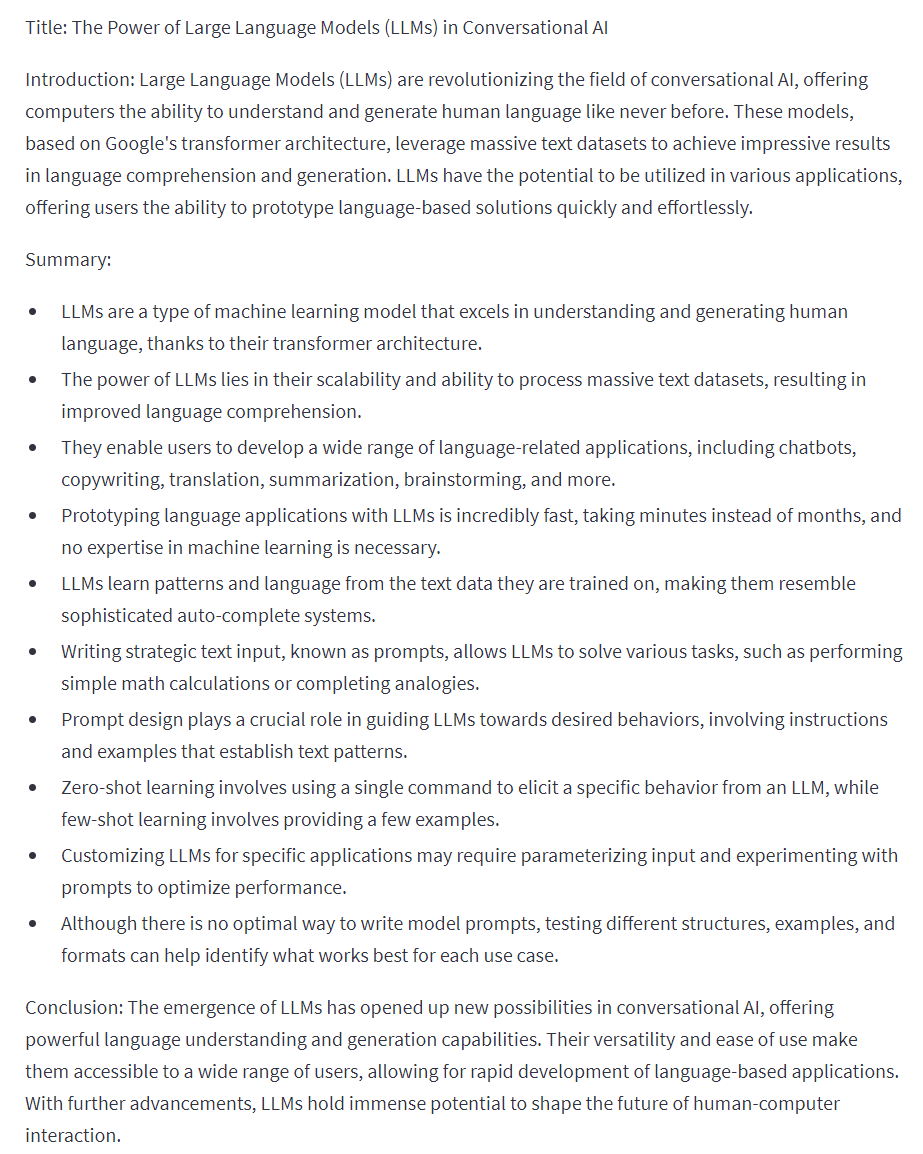 Title: The Power of Large Language Models (LLMs) in Conversational AI
Introduction: Large Language Models (LLMs) are revolutionizing the field of conversational AI, offering
computers the ability to understand and generate human language like never before. These models,
based on Google's transformer architecture, leverage massive text datasets to achieve impressive results
in language comprehension and generation. LLMs have the potential to be utilized in various applications,
offering users the ability to prototype language-based solutions quickly and effortlessly.
Summary:
• LLMs are a type of machine learning model that excels in understanding and generating human
language, thanks to their transformer architecture.
• The power of LLMs lies in their scalability and ability to process massive text datasets, resulting in
improved language comprehension.
• They enable users to develop a wide range of language-related applications, including chatbots,
copywriting, translation, summarization, brainstorming, and more.
• Prototyping language applications with LLMs is incredibly fast, taking minutes instead of months, and
no expertise in machine learning is necessary.
• LLMs learn patterns and language from the text data they are trained on, making them resemble
sophisticated auto-complete systems.
• Writing strategic text input, known as prompts, allows LLMs to solve various tasks, such as performing
simple math calculations or completing analogies.
• Prompt design plays a crucial role in guiding LLMs towards desired behaviors, involving instructions
and examples that establish text patterns.
• Zero-shot learning involves using a single command to elicit a specific behavior from an LLM, while
few-shot learning involves providing a few examples.
• Customizing LLMs for specific applications may require parameterizing input and experimenting with
prompts to optimize performance.
• Although there is no optimal way to write model prompts, testing different structures, examples, and
formats can help identify what works best for each use case.
Conclusion: The emergence of LLMs has opened up new possibilities in conversational AI, offering
powerful language understanding and generation capabilities. Their versatility and ease of use make
them accessible to a wide range of users, allowing for rapid development of language-based applications.
With further advancements, LLMs hold immense potential to shape the future of human-computer
interaction.